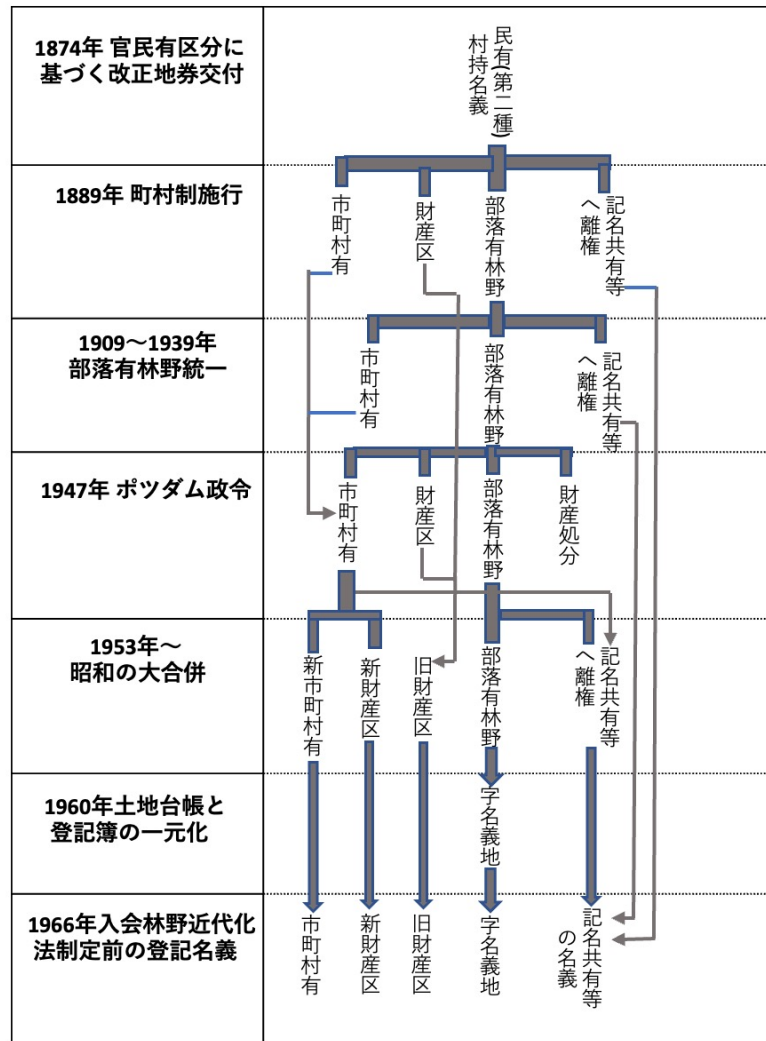 1874年 官民有区分に
基づく改正地券交付
民有(第二種)
村持名義
1889年 町村制施行
市町村有
財産区
部落有林野
記名共有等
へ離権
1909～1939年
部落有林野統一
市町村有
部落有林野
記名共有等
へ離権
1947年 ポツダム政令
市町村有
財産区
部落有林野
財産処分
1953年～
昭和の大合併
新市町村有
新財産区
旧財産区
部落有林野
記名共有等
へ離権
1960年土地台帳と
登記簿の一元化
字名義地
1966年入会林野近代化
法制定前の登記名義
市町村有
新財産区
旧財産区
字名義地
記名共有等
の名義